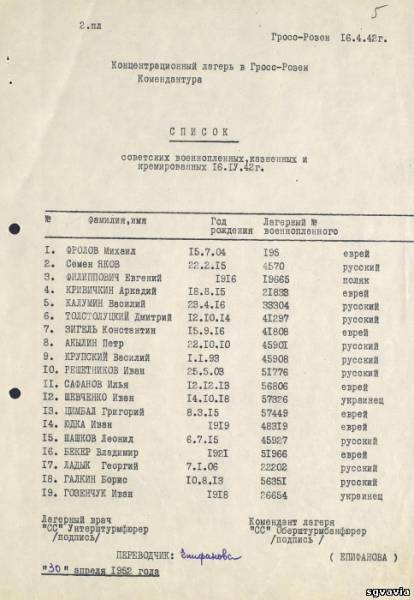 5
2.пл
Гросс-Розен 16.4.42г.
Концентрационный лагерь в Гросс-Розен
Комендантура
СПИСОК
советских военнопленных,казненных и
кремированных 16.IУ.42г.
№ Фамилия,имя Год рождения Лагерный № военнопленного
1. ФРОЛОВ Михаил 15.7.04 195 еврей
2. Семен ЯКОВ 22.2.15 4570 русский
3. ФИЛИППОВИЧ Евгений 1916 19665 поляк
4. КРИВИЧКИН Аркадий 18.8.15 21833 еврей
5. КАЛУМИН Василий 23.4.16 33304 русский
6. ТОЛСТОЛУЦКИЙ Дмитрий 12.10.14 41297 русский
7. ЗИГЕЛЬ Константин 15.9.16 41808 еврей
8. АКЫЛИН Петр 22.10.10 45901 русский
9. КРУПСКИЙ Василий 1.1.93 45908 русский
10. РЕШЕТНИКОВ Иван 25.5.03 51776 русский
11. САФАНОВ Илья 12.12.13 56806 еврей
12. ШЕВЧЕНКО Иван 14.10.18 57326 украинец
13. ЦИМБАЛ Григорий 8.3.15 57449 еврей
14. ЮДКА Иван 1919 48319 еврей
15. ШАШКОВ Леонил 6.7.15 45927 русский
16. БЕКЕР Владимир 1921 51966 еврей
17. ЛАДЫК Георгий 7.1.06 22202 русский
18. ГАЛКИН Борис 10.8.13 56351 русский
19. ГОЗЕНЧУК Иван 1918 26654 украинец
Лагерный врач Комендант лагеря
"СС" Унтерштурмфюрер "СС" Оберштурмбанфюрер
/подпись/ /подпись /
ПЕРЕВОДЧИК: Епифанова ( ЕПИФАНОВА )
"30" апреля 1952 года
sgvavia